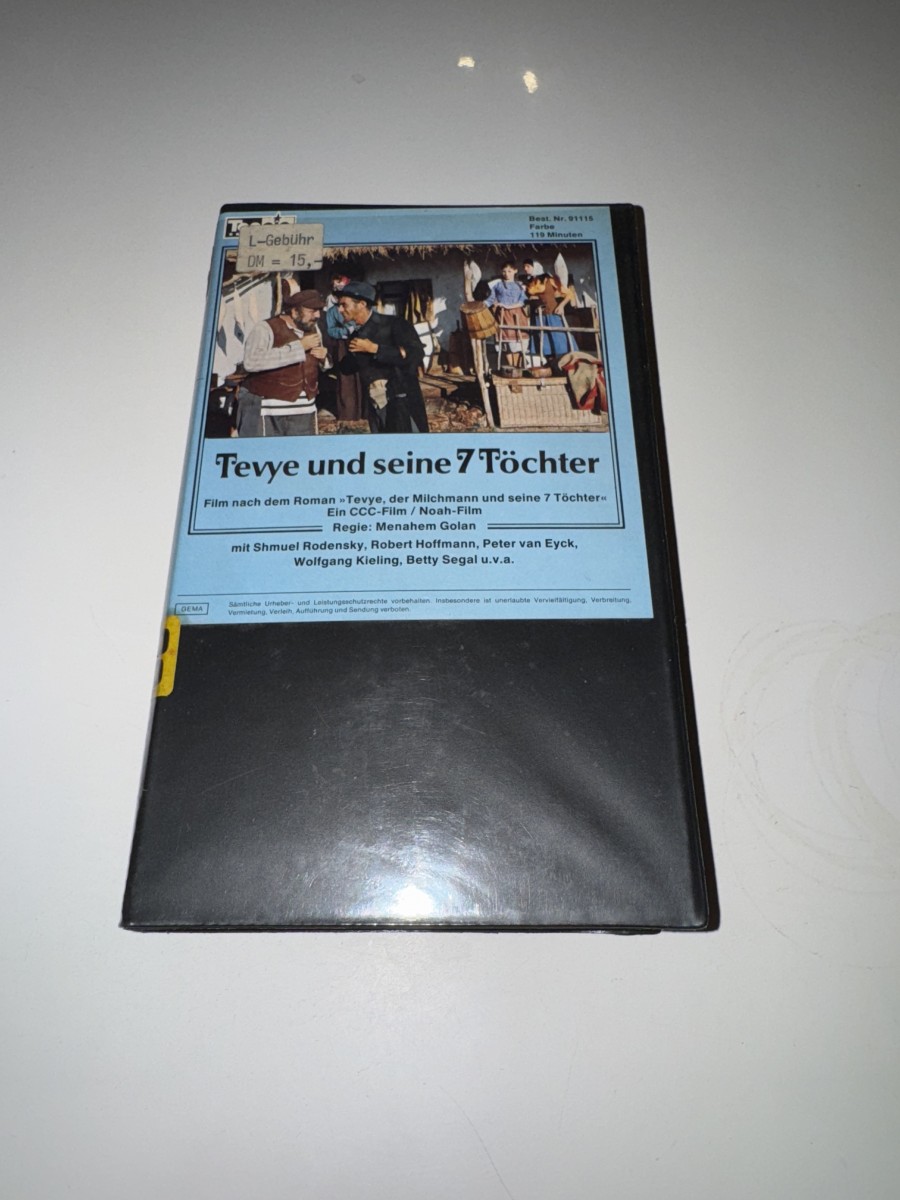 L-Gebühr
DM = 15,-
Best. Nr. 91115
Farbe
119 Minuten
Tevye und seine 7 Töchter
Film nach dem Roman »Tevye, der Milchmann und seine 7 Töchter«
Ein CCC-Film / Noah-Film
Regie: Menahem Golan
mit Shmuel Rodensky, Robert Hoffmann, Peter van Eyck,
Wolfgang Kieling, Betty Segal u.v.a.
GEMA
Sämtliche Urheber- und Leistungsschutzrechte vorbehalten. Insbesondere ist unerlaubte Vervielfältigung, Verbreitung,
Vermietung, Verleih, Aufführung und Sendung verboten.